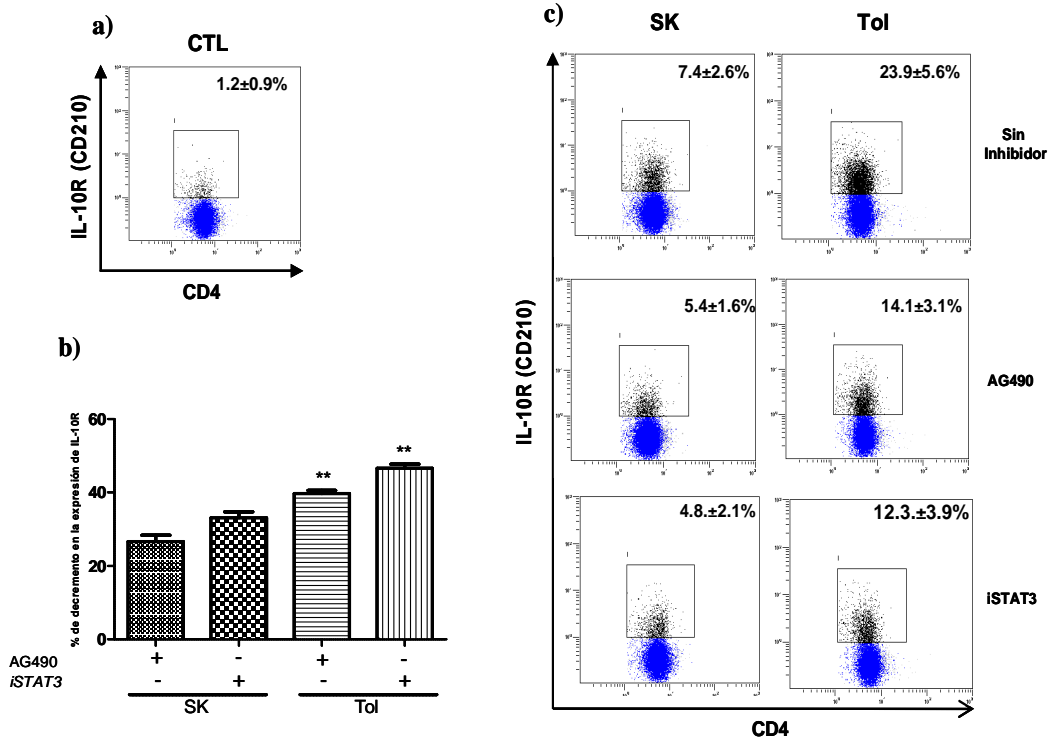 a)
CTL
1.2±0.9%
IL-10R (CD210)
CD4
b)
% de decremento en la expresión de IL-10R
60
40
20
0
AG490 + - + -
iSTAT3 - + - +
SK Tol
**
**
c)
SK Tol
7.4±2.6%
23.9±5.6%
Sin
Inhibidor
5.4±1.6%
14.1±3.1%
AG490
4.8.±2.1%
12.3.±3.9%
iSTAT3
IL-10R (CD210)
CD4